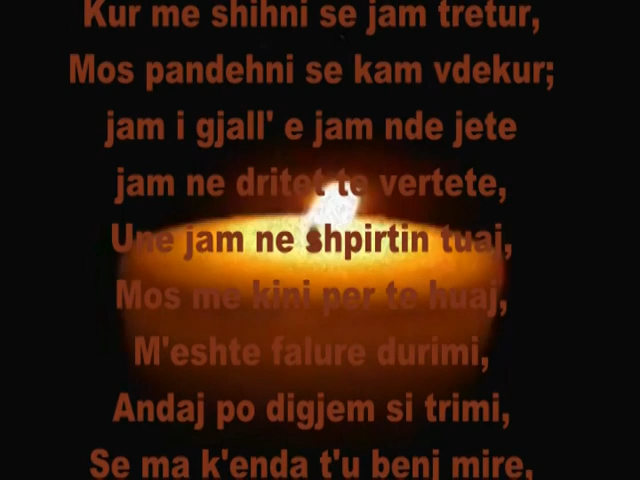 Kur me shihni se jam tretur,
Mos pandehni se kam vdekur;
jam i gjall' e jam nde jete
jam ne dritet te vertete,
Une jam ne shpirtin tuaj,
Mos me kini per te huaj,
M'eshte falure durimi,
Andaj po digjem si trimi,
Se ma k'enda t'u benj mire,